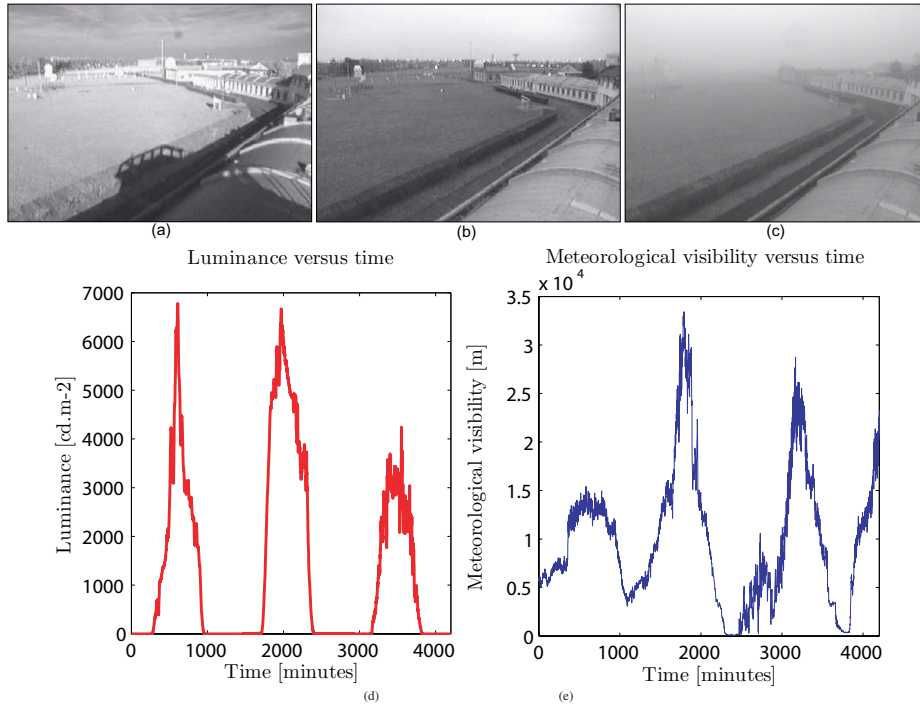 (a)
(b)
(c)
Luminance versus time
7000
6000
5000
4000
3000
2000
1000
0
Luminance [cd.m-2]
0 1000 2000 3000 4000
Time [minutes]
(d)
Meteorological visibility versus time
x 10^4
3.5
3
2.5
2
1.5
1
0.5
0
Meteorological visibility [m]
0 1000 2000 3000 4000
Time [minutes]
(e)